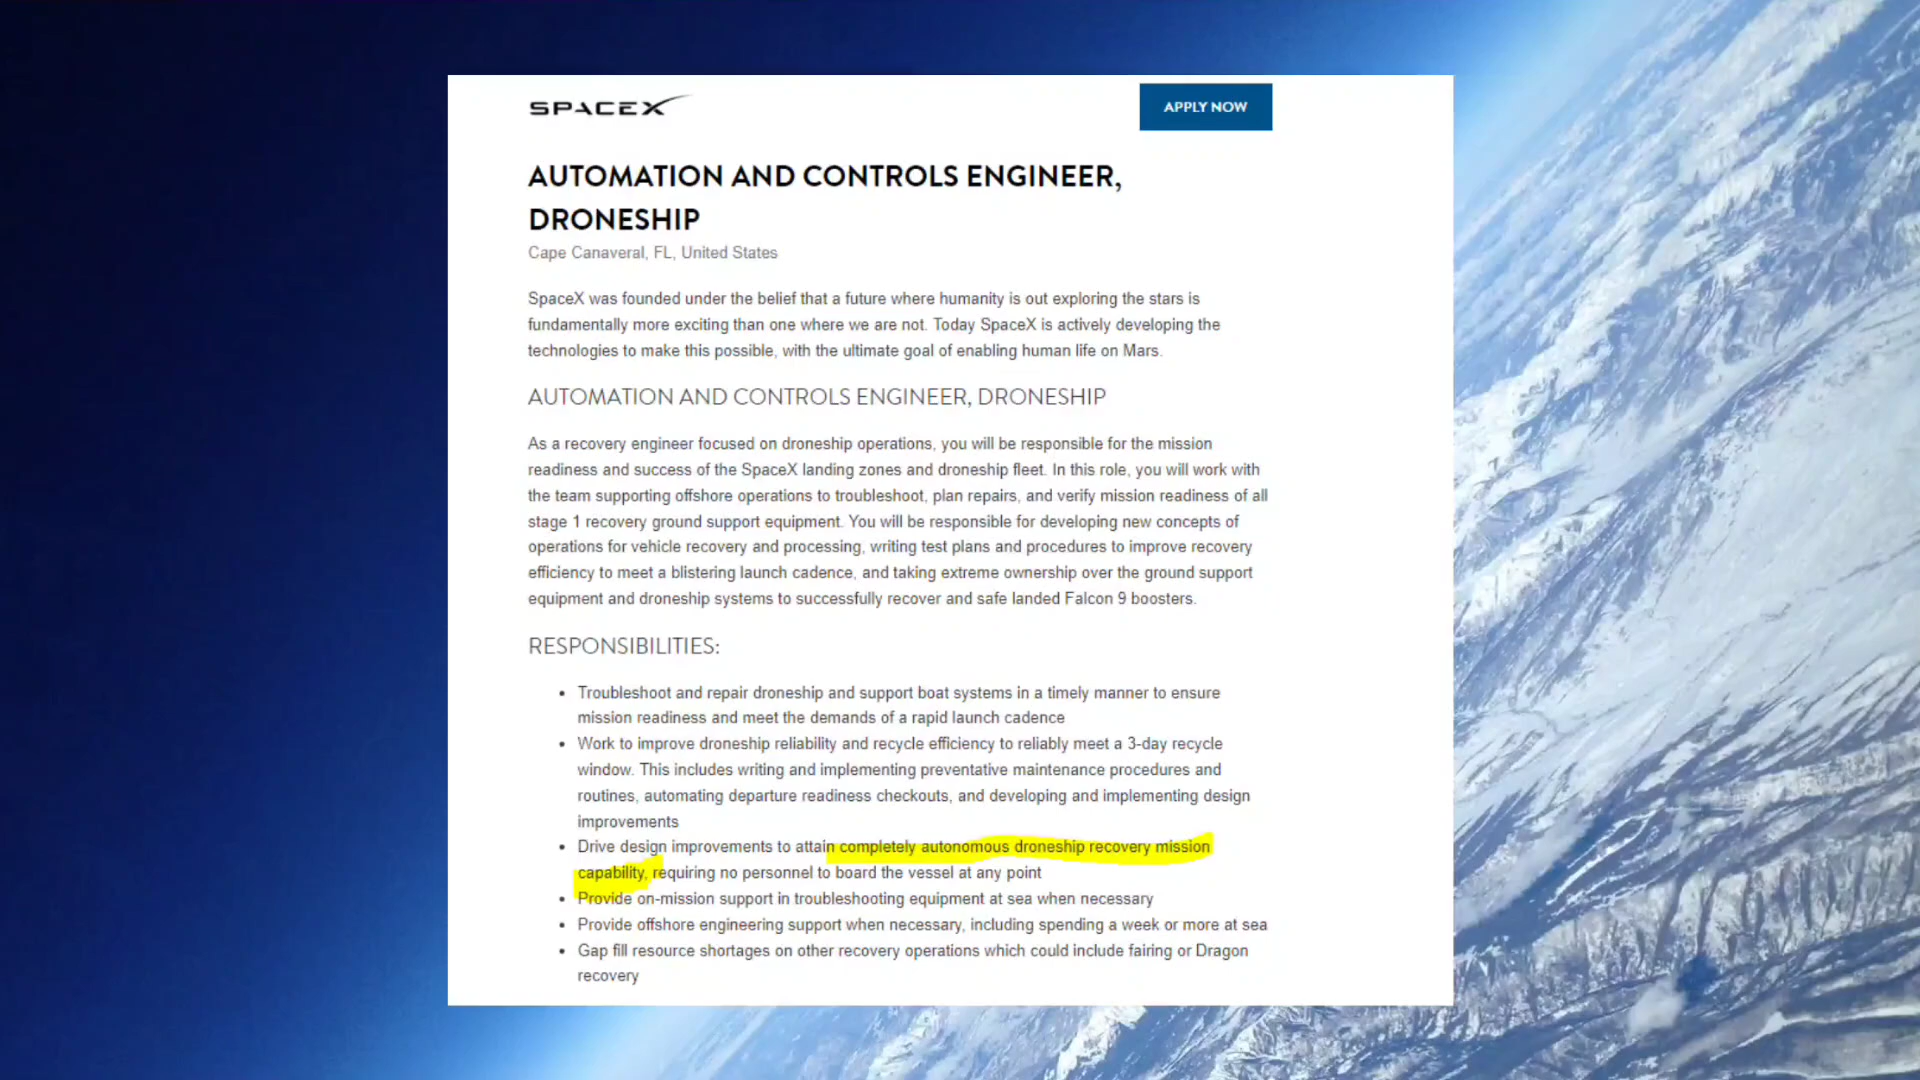 SPACEX
APPLY NOW
AUTOMATION AND CONTROLS ENGINEER,
DRONESHIP
Cape Canaveral, FL, United States
SpaceX was founded under the belief that a future where humanity is out exploring the stars is
fundamentally more exciting than one where we are not. Today SpaceX is actively developing the
technologies to make this possible, with the ultimate goal of enabling human life on Mars.
AUTOMATION AND CONTROLS ENGINEER, DRONESHIP
As a recovery engineer focused on droneship operations, you will be responsible for the mission
readiness and success of the SpaceX landing zones and droneship fleet. In this role, you will work with
the team supporting offshore operations to troubleshoot, plan repairs, and verify mission readiness of all
stage 1 recovery ground support equipment. You will be responsible for developing new concepts of
operations for vehicle recovery and processing, writing test plans and procedures to improve recovery
efficiency to meet a blistering launch cadence, and taking extreme ownership over the ground support
equipment and droneship systems to successfully recover and safe landed Falcon 9 boosters.
RESPONSIBILITIES:
• Troubleshoot and repair droneship and support boat systems in a timely manner to ensure
mission readiness and meet the demands of a rapid launch cadence
• Work to improve droneship reliability and recycle efficiency to reliably meet a 3-day recycle
window. This includes writing and implementing preventative maintenance procedures and
routines, automating departure readiness checkouts, and developing and implementing design
improvements
• Drive design improvements to attain completely autonomous droneship recovery mission
capability, requiring no personnel to board the vessel at any point
• Provide on-mission support in troubleshooting equipment at sea when necessary
• Provide offshore engineering support when necessary, including spending a week or more at sea
• Gap fill resource shortages on other recovery operations which could include fairing or Dragon
recovery